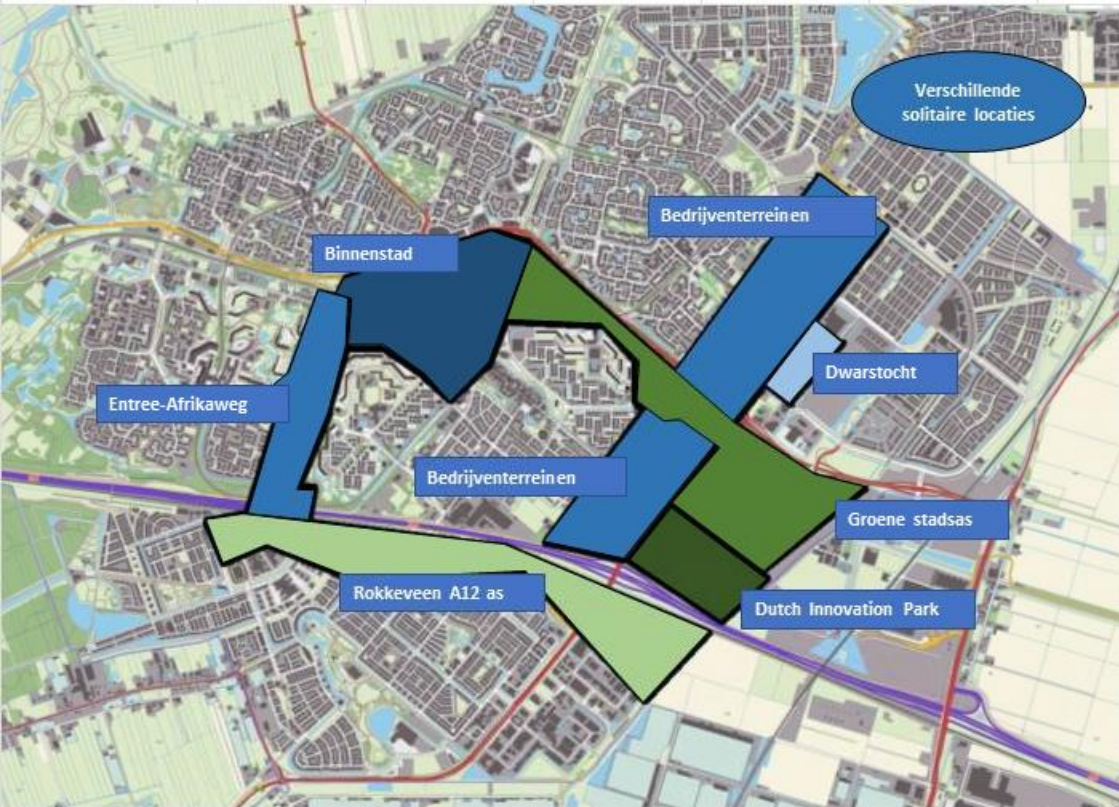 Verschillende
solitaire locaties
Bedrijventerreinen
Binnenstad
Dwarstocht
Entree-Afrikaweg
Bedrijventerreinen
Groene stadsas
Rokkeveen A12 as
Dutch Innovation Park